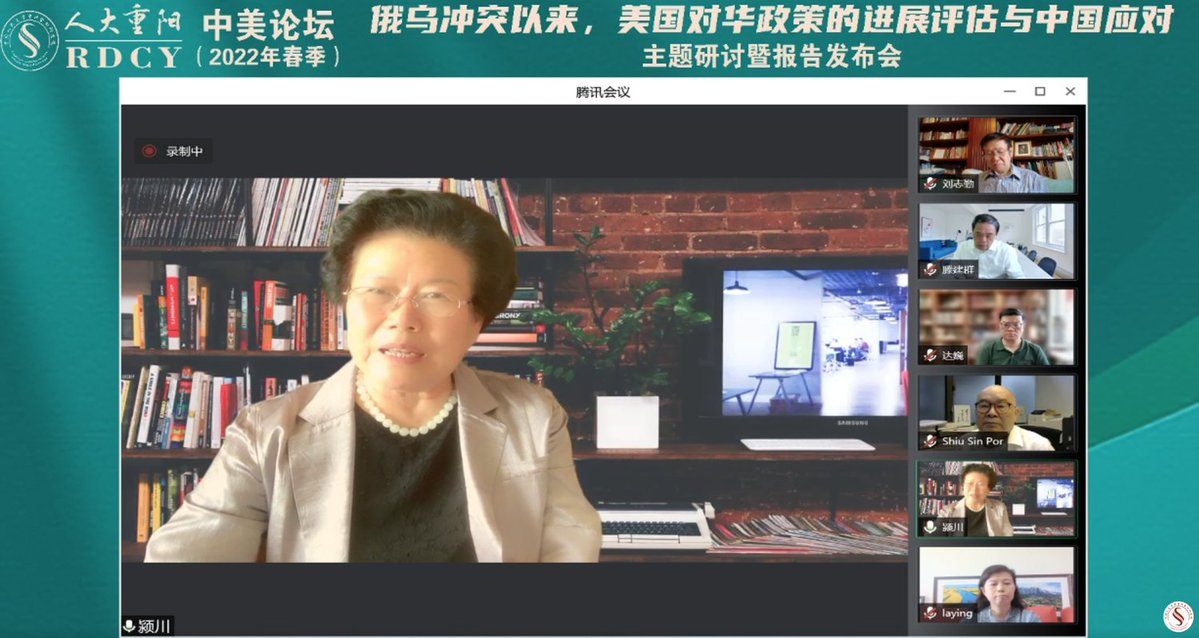 人大重阳
RDCY
中美论坛
（2022年春季）
俄乌冲突以来，美国对华政策的进展评估与中国应对
主题研讨暨报告发布会
腾讯会议
录制中
SAMSUNG
颍川
刘志勤
滕建群
达巍
Shiu Sin Por
颍川
laying